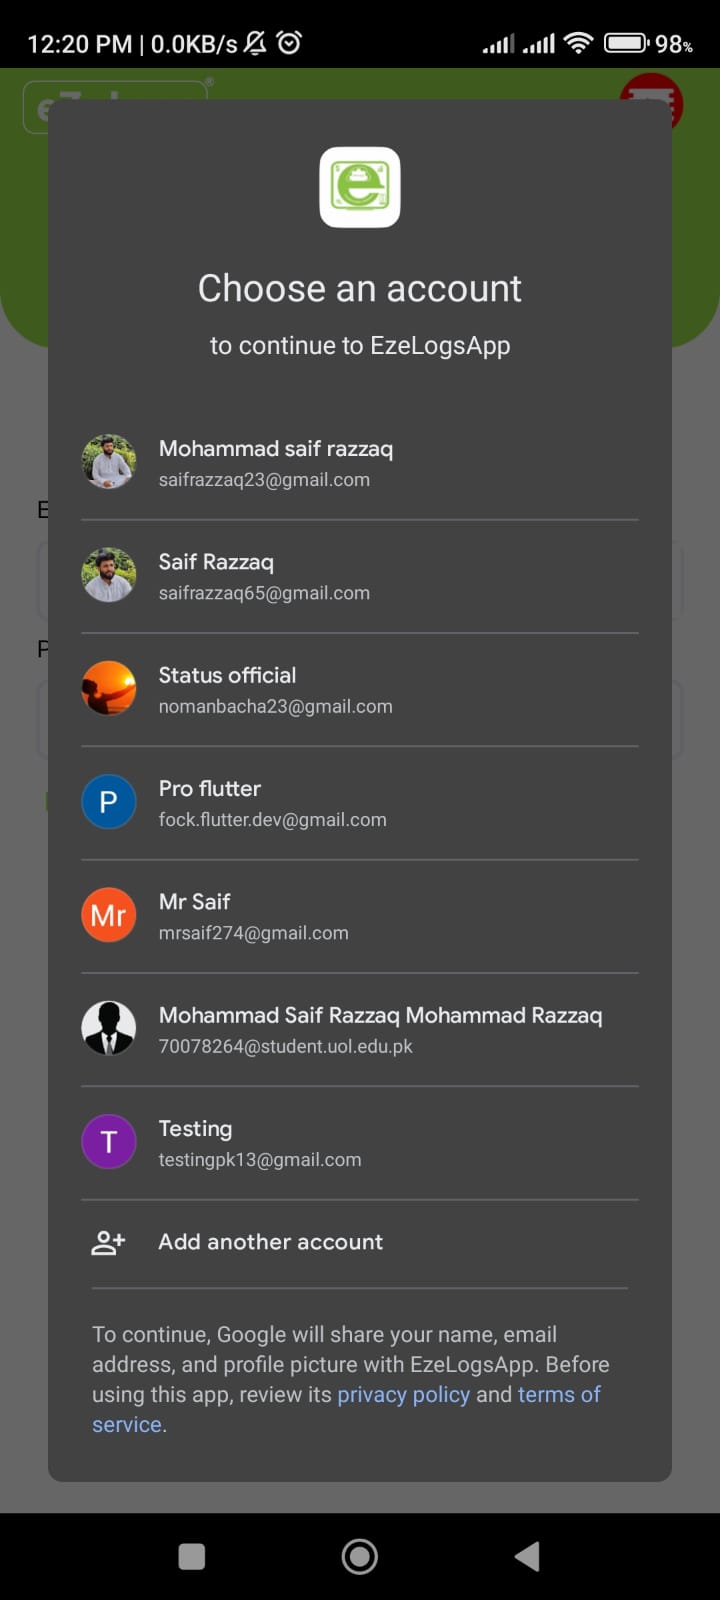 12:20 PM | 0.0KB/s
98%
Choose an account
to continue to EzeLogsApp
Mohammad saif razzaq
saifrazzaq23@gmail.com
E
Saif Razzaq
saifrazzaq65@gmail.com
P
Status official
nomanbacha23@gmail.com
P
Pro flutter
fock.flutter.dev@gmail.com
Mr
Mr Saif
mrsaif274@gmail.com
Mohammad Saif Razzaq Mohammad Razzaq
70078264@student.uol.edu.pk
T
Testing
testingpk13@gmail.com
Add another account
To continue, Google will share your name, email
address, and profile picture with EzeLogsApp. Before
using this app, review its privacy policy and terms of
service.